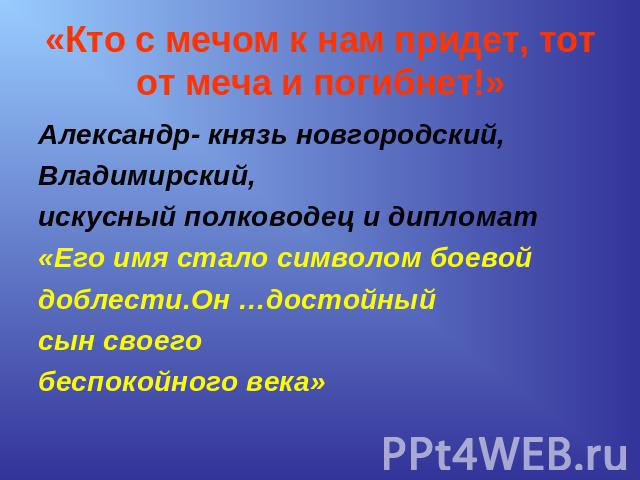 «Кто с мечом к нам придет, тот
от меча и погибнет!»
Александр- князь новгородский,
Владимирский,
искусный полководец и дипломат
«Его имя стало символом боевой
доблести.Он …достойный
сын своего
беспокойного века»
PPt4WEB.ru